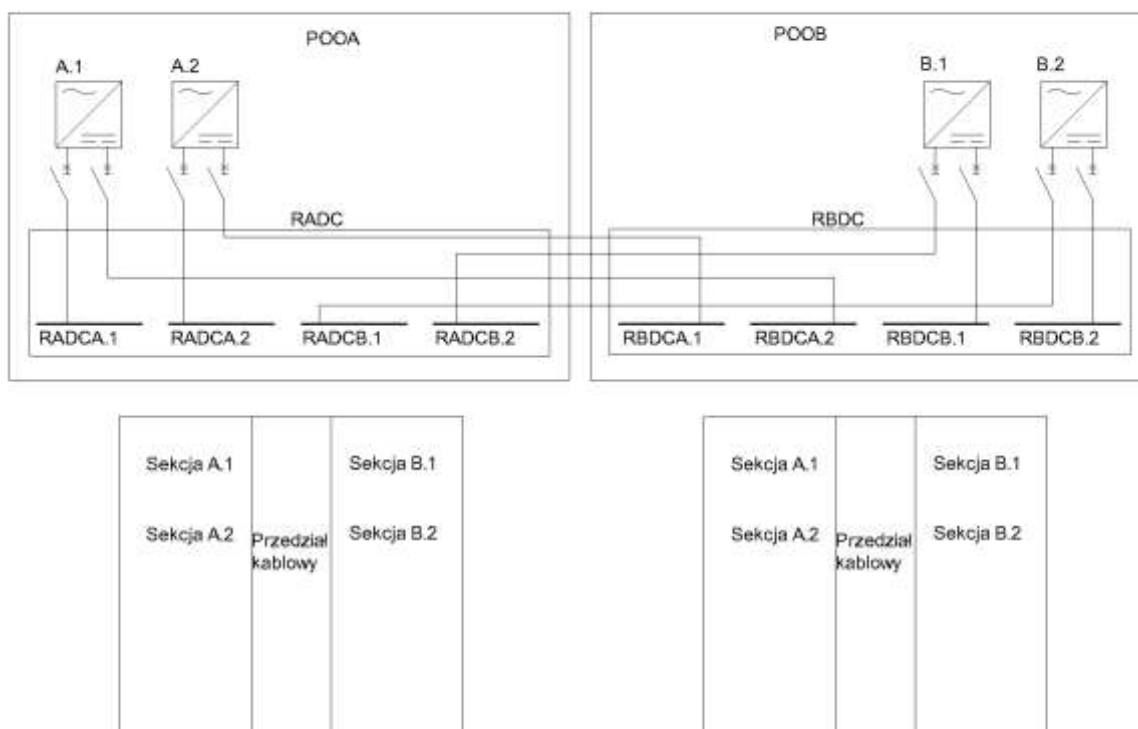 POOA
POOB
A.1
A.2
B.1
B.2
RADC
RBDC
RADCA.1
RADCA.2
RADCB.1
RADCB.2
RBDCA.1
RBDCA.2
RBDCB.1
RBDCB.2
Sekcja A.1
Sekcja B.1
Sekcja A.2
Przedział
kablowy
Sekcja B.2
Sekcja A.1
Sekcja B.1
Sekcja A.2
Przedział
kablowy
Sekcja B.2